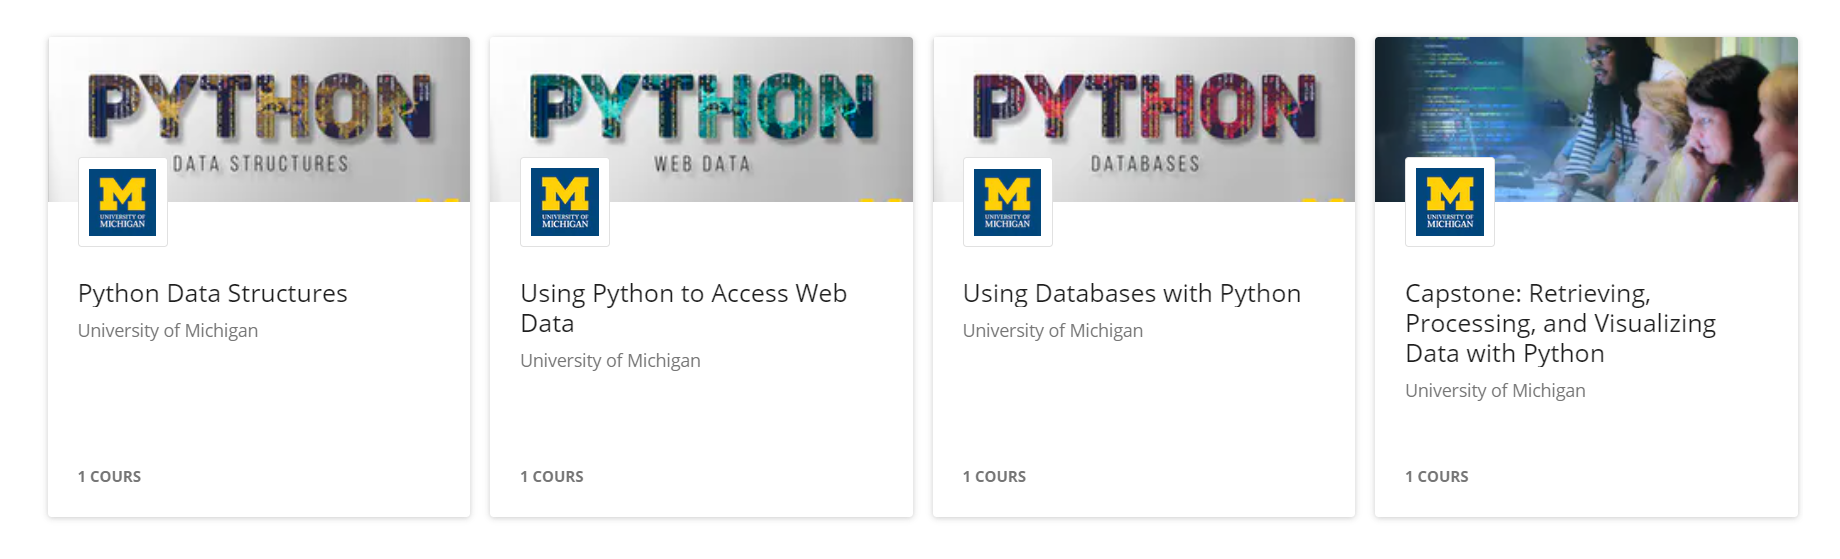 PYTHON
DATA STRUCTURES
M
UNIVERSITY OF
MICHIGAN
Python Data Structures
University of Michigan
1 COURS
PYTHON
WEB DATA
M
UNIVERSITY OF
MICHIGAN
Using Python to Access Web
Data
University of Michigan
1 COURS
PYTHON
DATABASES
M
UNIVERSITY OF
MICHIGAN
Using Databases with Python
University of Michigan
1 COURS
M
UNIVERSITY OF
MICHIGAN
Capstone: Retrieving,
Processing, and Visualizing
Data with Python
University of Michigan
1 COURS